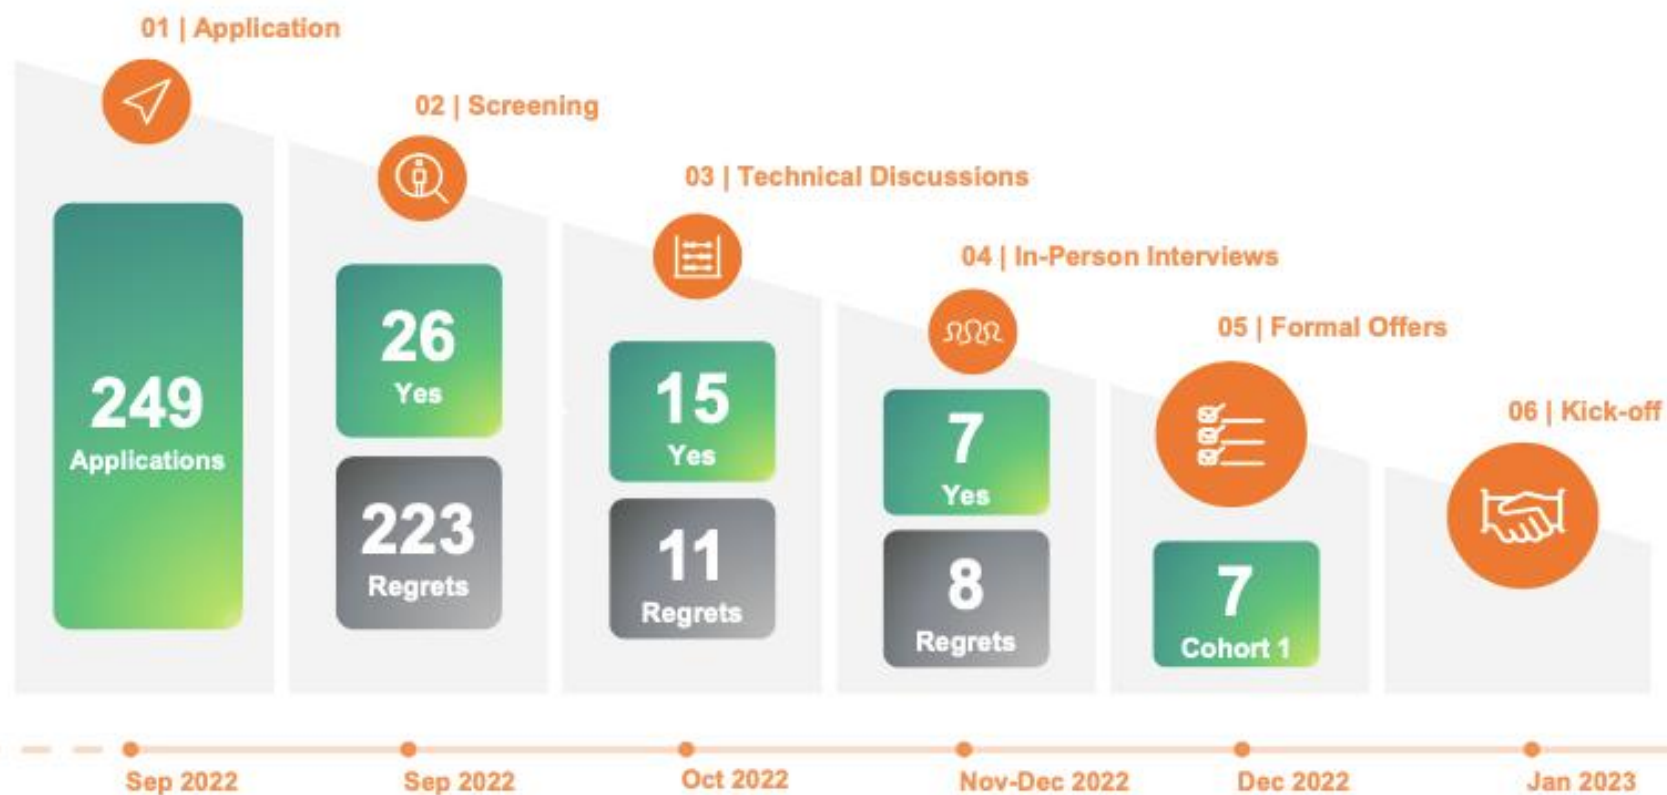 01 | Application
02 | Screening
03 | Technical Discussions
04 | In-Person Interviews
05 | Formal Offers
06 | Kick-off
249
Applications
26
Yes
223
Regrets
15
Yes
11
Regrets
7
Yes
8
Regrets
7
Cohort 1
Sep 2022
Sep 2022
Oct 2022
Nov-Dec 2022
Dec 2022
Jan 2023